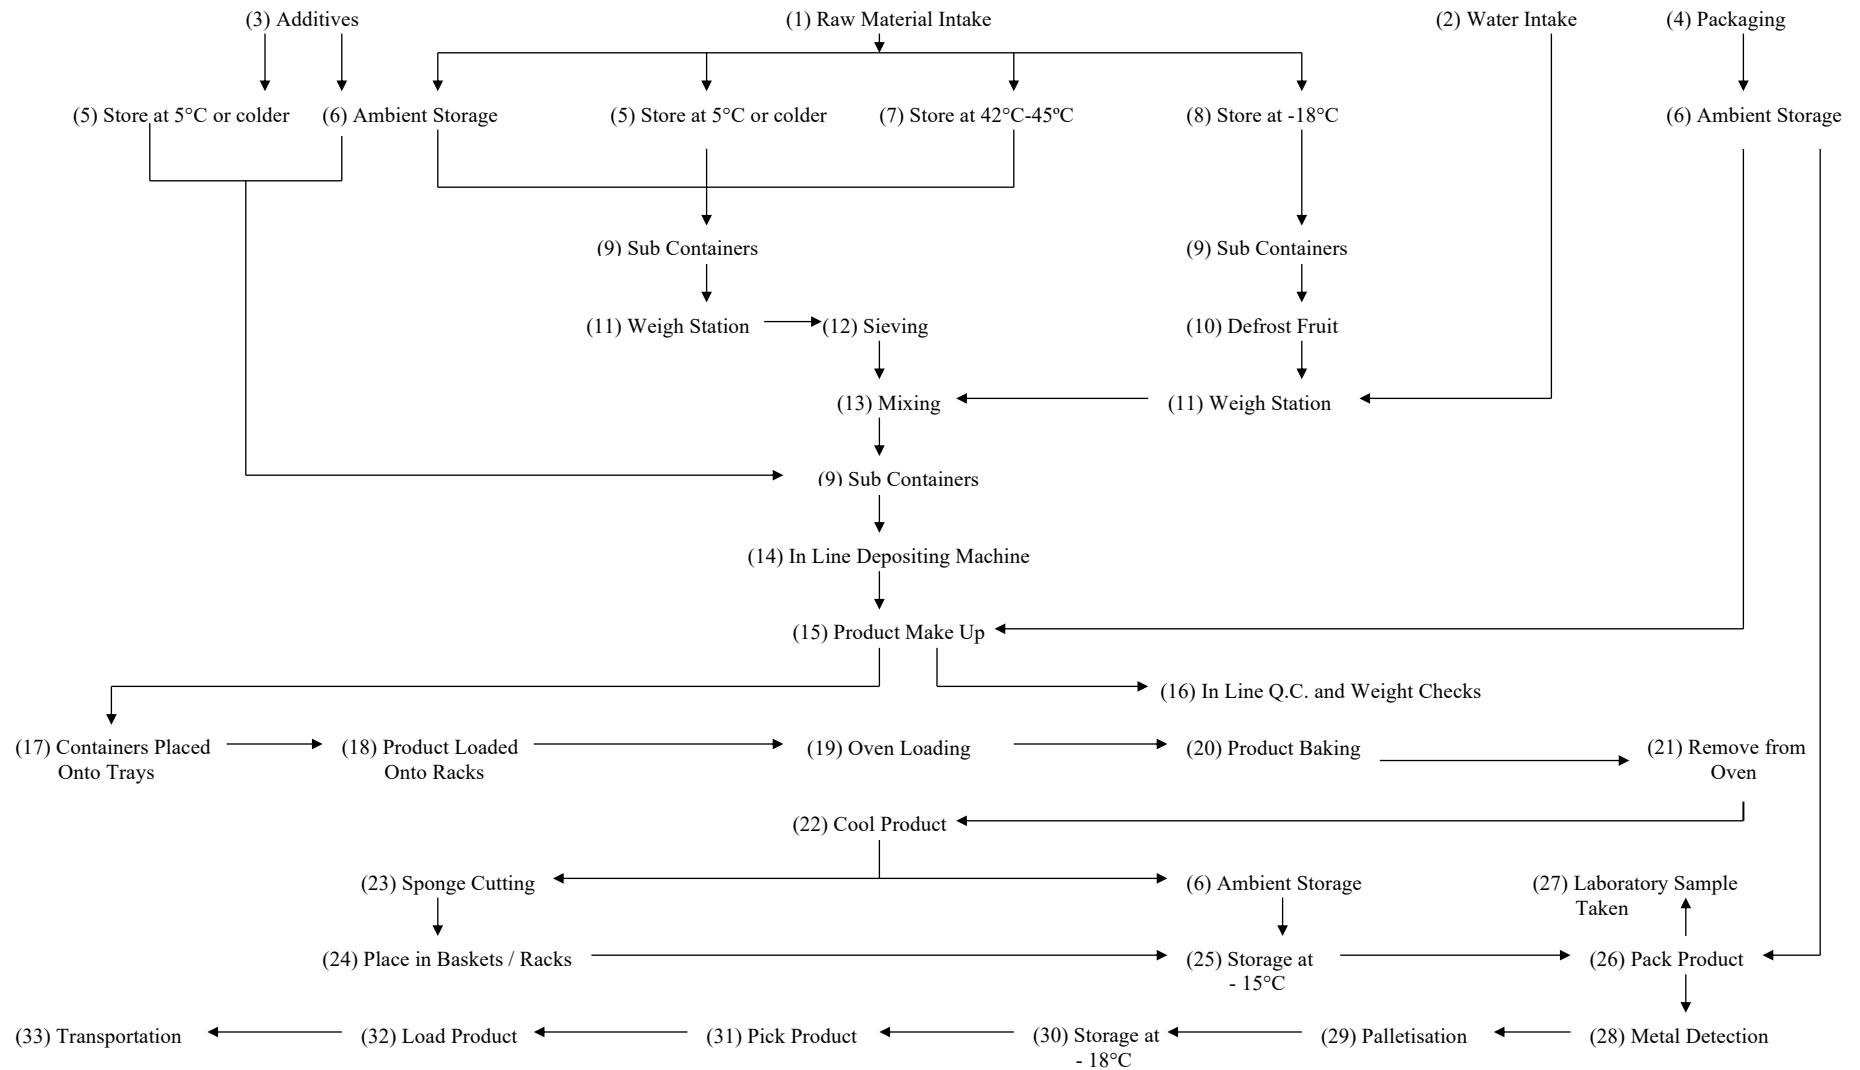 (3) Additives
(1) Raw Material Intake
(2) Water Intake
(4) Packaging
(5) Store at 5°C or colder
(6) Ambient Storage
(5) Store at 5°C or colder
(7) Store at 42°C-45ºC
(8) Store at -18°C
(6) Ambient Storage
(9) Sub Containers
(9) Sub Containers
(11) Weigh Station
(12) Sieving
(10) Defrost Fruit
(13) Mixing
(11) Weigh Station
(9) Sub Containers
(14) In Line Depositing Machine
(15) Product Make Up
(16) In Line Q.C. and Weight Checks
(17) Containers Placed
Onto Trays
(18) Product Loaded
Onto Racks
(19) Oven Loading
(20) Product Baking
(21) Remove from
Oven
(22) Cool Product
(23) Sponge Cutting
(6) Ambient Storage
(27) Laboratory Sample
Taken
(24) Place in Baskets / Racks
(25) Storage at
- 15°C
(26) Pack Product
(33) Transportation
(32) Load Product
(31) Pick Product
(30) Storage at
- 18°C
(29) Palletisation
(28) Metal Detection